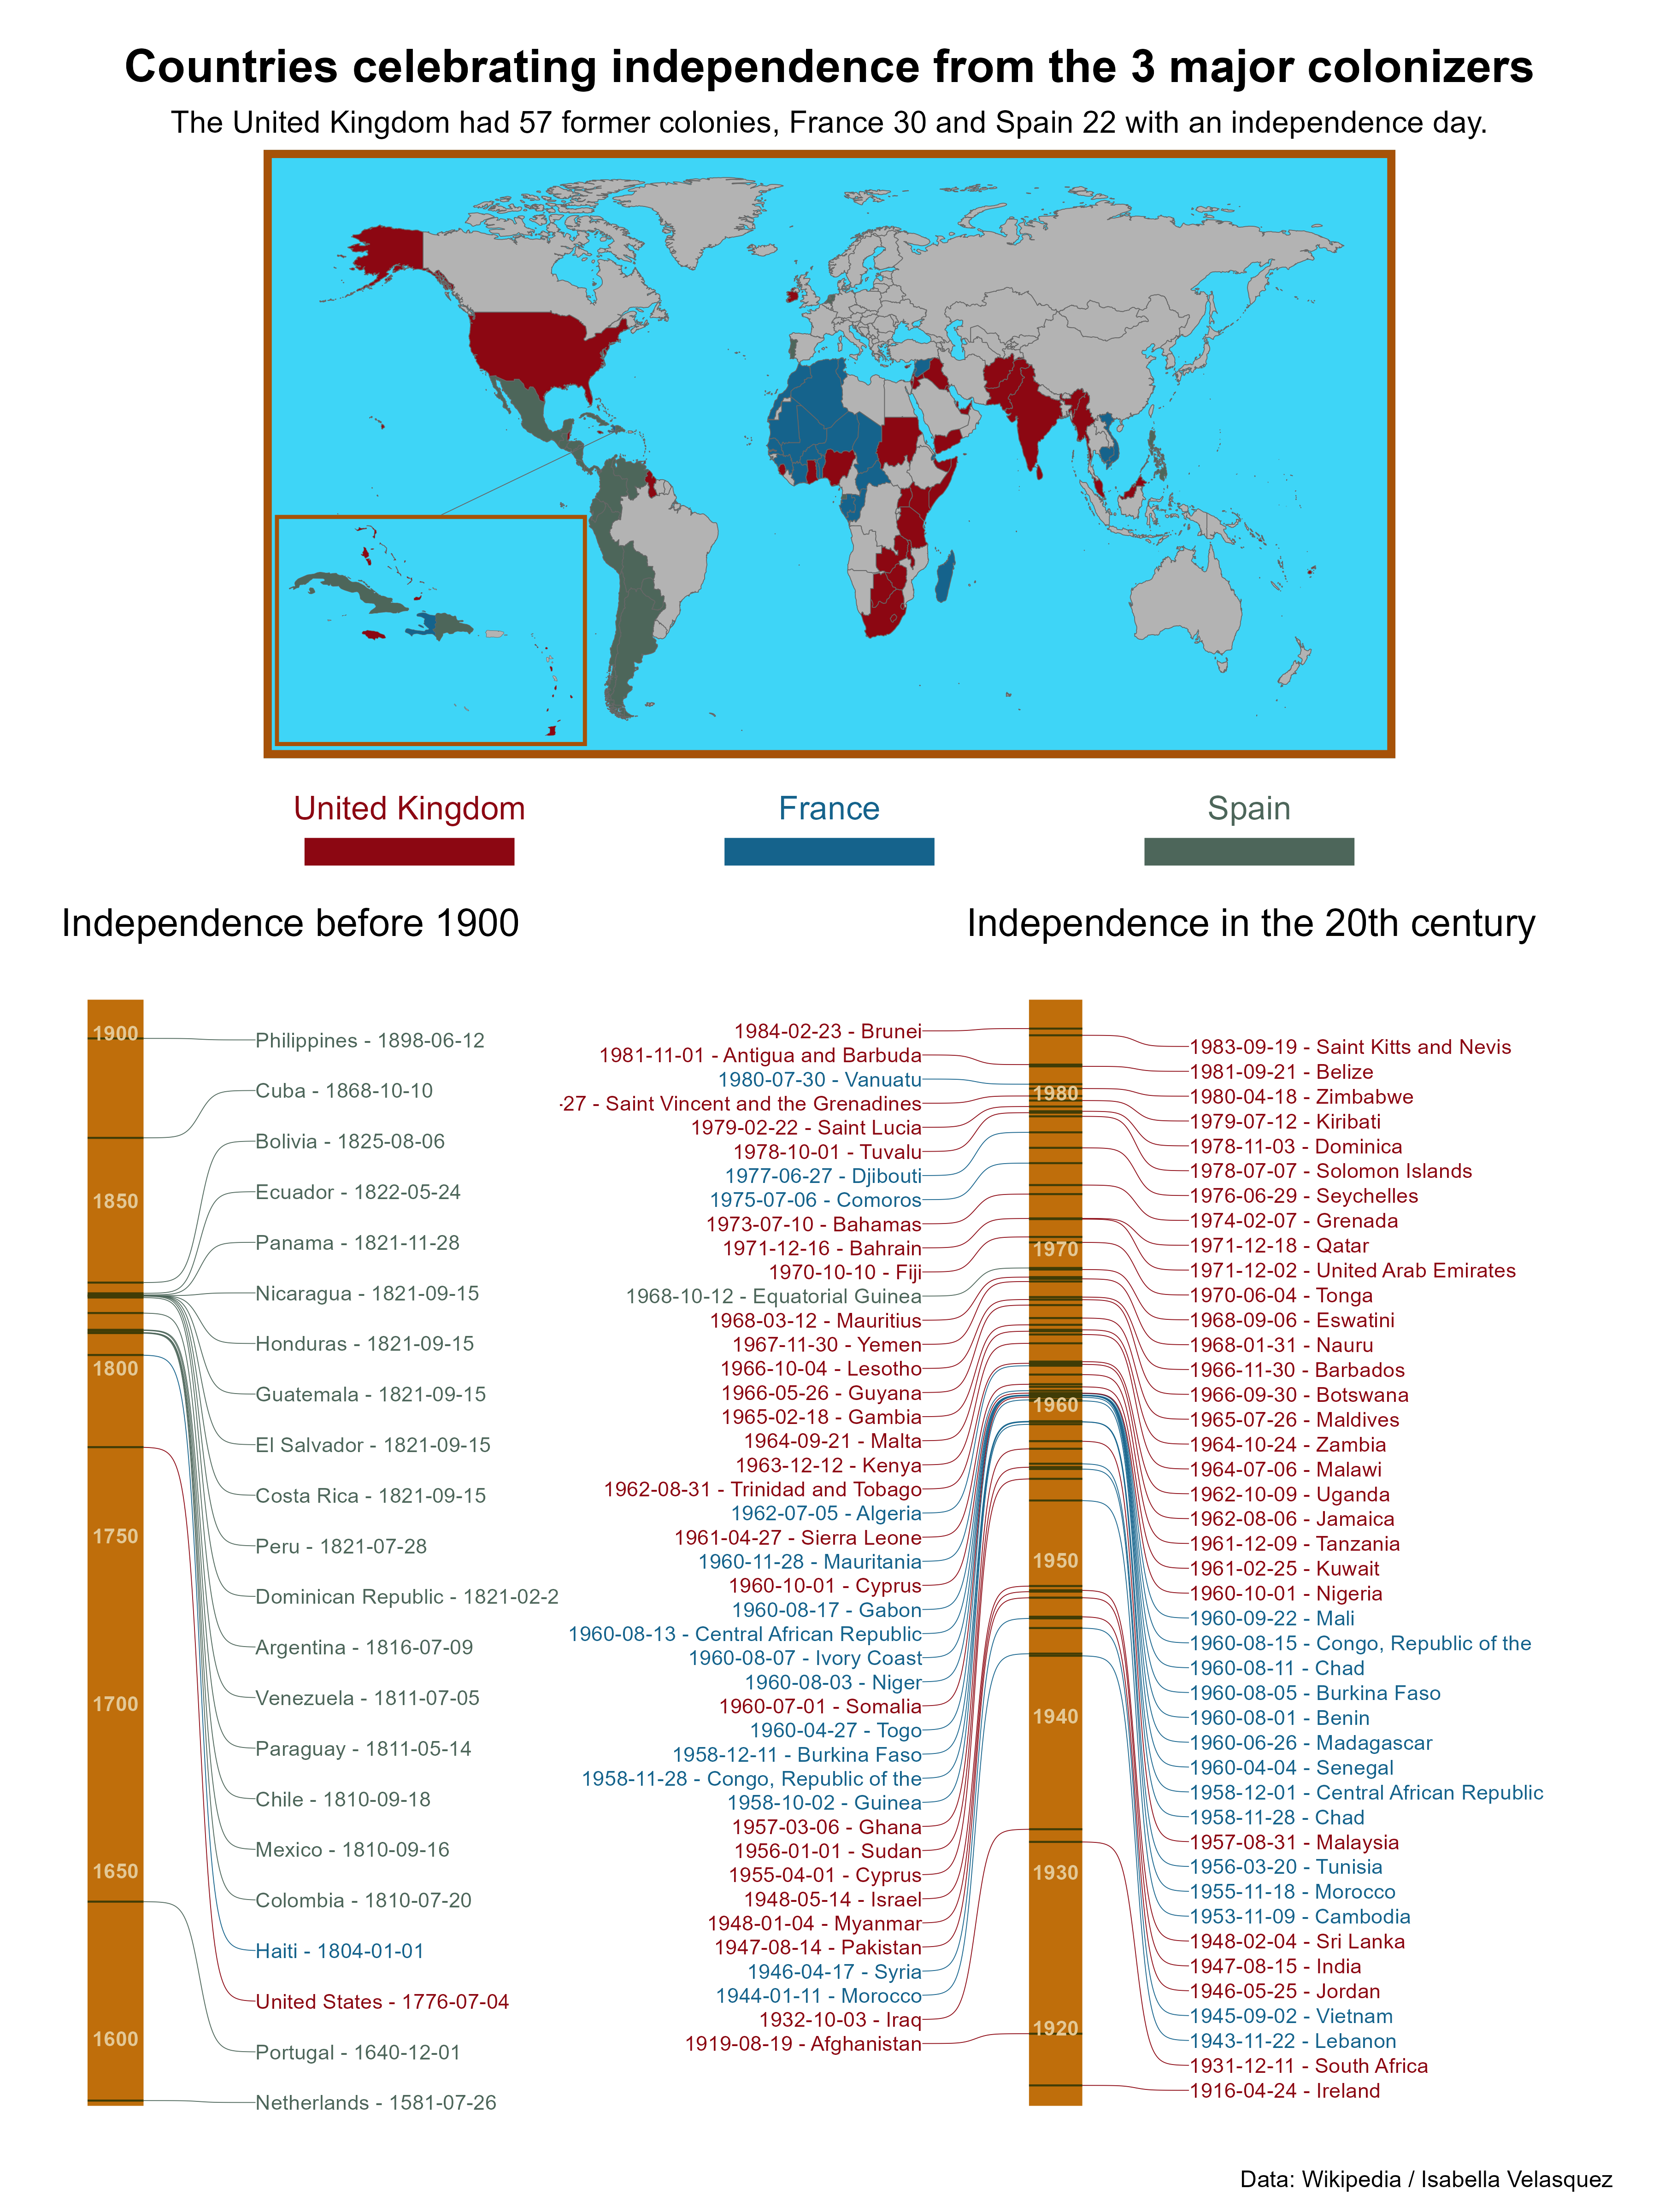 Countries celebrating independence from the 3 major colonizers
The United Kingdom had 57 former colonies, France 30 and Spain 22 with an independence day.
United Kingdom
France
Spain
Independence before 1900
1900
1850
1800
1750
1700
1650
1600
Philippines - 1898-06-12
Cuba - 1868-10-10
Bolivia - 1825-08-06
Ecuador - 1822-05-24
Panama - 1821-11-28
Nicaragua - 1821-09-15
Honduras - 1821-09-15
Guatemala - 1821-09-15
El Salvador - 1821-09-15
Costa Rica - 1821-09-15
Peru - 1821-07-28
Dominican Republic - 1821-02-2
Argentina - 1816-07-09
Venezuela - 1811-07-05
Paraguay - 1811-05-14
Chile - 1810-09-18
Mexico - 1810-09-16
Colombia - 1810-07-20
Haiti - 1804-01-01
United States - 1776-07-04
Portugal - 1640-12-01
Netherlands - 1581-07-26
Independence in the 20th century
1984-02-23 - Brunei
1981-11-01 - Antigua and Barbuda
1980-07-30 - Vanuatu
-27 - Saint Vincent and the Grenadines
1979-02-22 - Saint Lucia
1978-10-01 - Tuvalu
1977-06-27 - Djibouti
1975-07-06 - Comoros
1973-07-10 - Bahamas
1971-12-16 - Bahrain
1970-10-10 - Fiji
1968-10-12 - Equatorial Guinea
1968-03-12 - Mauritius
1967-11-30 - Yemen
1966-10-04 - Lesotho
1966-05-26 - Guyana
1965-02-18 - Gambia
1964-09-21 - Malta
1963-12-12 - Kenya
1962-08-31 - Trinidad and Tobago
1962-07-05 - Algeria
1961-04-27 - Sierra Leone
1960-11-28 - Mauritania
1960-10-01 - Cyprus
1960-08-17 - Gabon
1960-08-13 - Central African Republic
1960-08-07 - Ivory Coast
1960-08-03 - Niger
1960-07-01 - Somalia
1960-04-27 - Togo
1958-12-11 - Burkina Faso
1958-11-28 - Congo, Republic of the
1958-10-02 - Guinea
1957-03-06 - Ghana
1956-01-01 - Sudan
1955-04-01 - Cyprus
1948-05-14 - Israel
1948-01-04 - Myanmar
1947-08-14 - Pakistan
1946-04-17 - Syria
1944-01-11 - Morocco
1932-10-03 - Iraq
1919-08-19 - Afghanistan
1980
1970
1960
1950
1940
1930
1920
1983-09-19 - Saint Kitts and Nevis
1981-09-21 - Belize
1980-04-18 - Zimbabwe
1979-07-12 - Kiribati
1978-11-03 - Dominica
1978-07-07 - Solomon Islands
1976-06-29 - Seychelles
1974-02-07 - Grenada
1971-12-18 - Qatar
1971-12-02 - United Arab Emirates
1970-06-04 - Tonga
1968-09-06 - Eswatini
1968-01-31 - Nauru
1966-11-30 - Barbados
1966-09-30 - Botswana
1965-07-26 - Maldives
1964-10-24 - Zambia
1964-07-06 - Malawi
1962-10-09 - Uganda
1962-08-06 - Jamaica
1961-12-09 - Tanzania
1961-02-25 - Kuwait
1960-10-01 - Nigeria
1960-09-22 - Mali
1960-08-15 - Congo, Republic of the
1960-08-11 - Chad
1960-08-05 - Burkina Faso
1960-08-01 - Benin
1960-06-26 - Madagascar
1960-04-04 - Senegal
1958-12-01 - Central African Republic
1958-11-28 - Chad
1957-08-31 - Malaysia
1956-03-20 - Tunisia
1955-11-18 - Morocco
1953-11-09 - Cambodia
1948-02-04 - Sri Lanka
1947-08-15 - India
1946-05-25 - Jordan
1945-09-02 - Vietnam
1943-11-22 - Lebanon
1931-12-11 - South Africa
1916-04-24 - Ireland
Data: Wikipedia / Isabella Velasquez